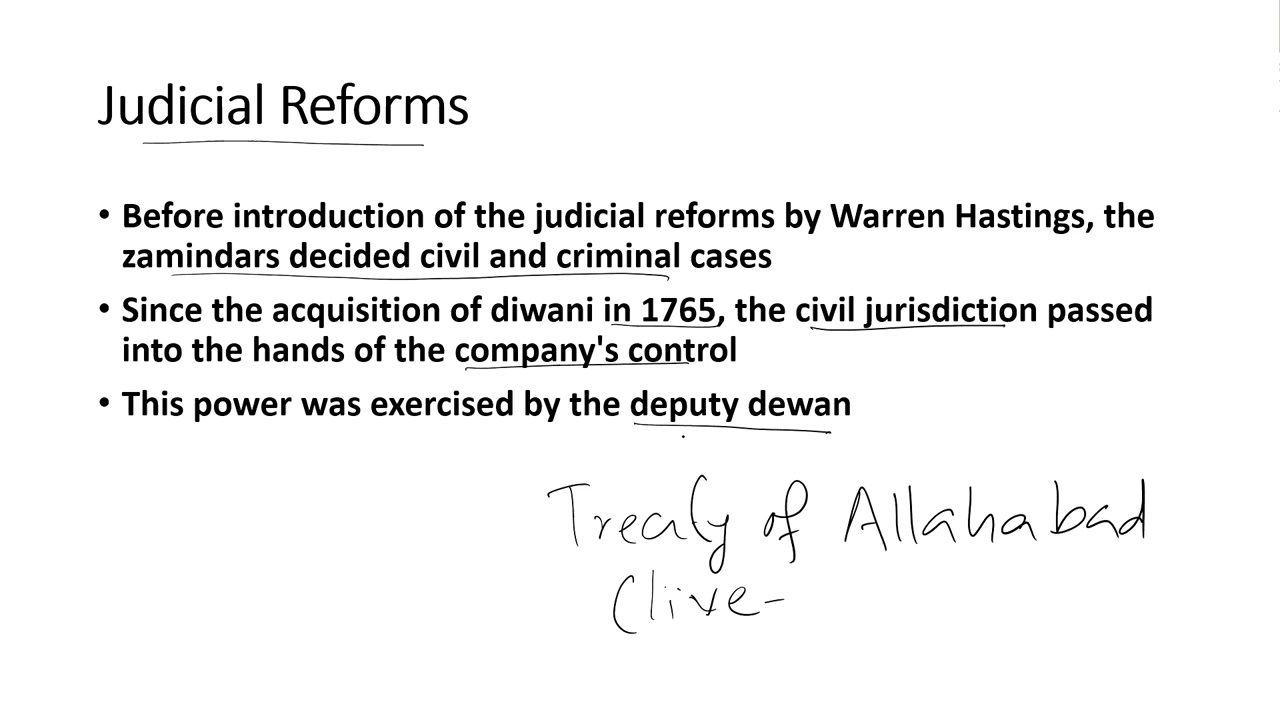 Judicial Reforms
• Before introduction of the judicial reforms by Warren Hastings, the
zamindars decided civil and criminal cases
• Since the acquisition of diwani in 1765, the civil jurisdiction passed
into the hands of the company's control
• This power was exercised by the deputy dewan
Treaty of Allahabad
Clive-